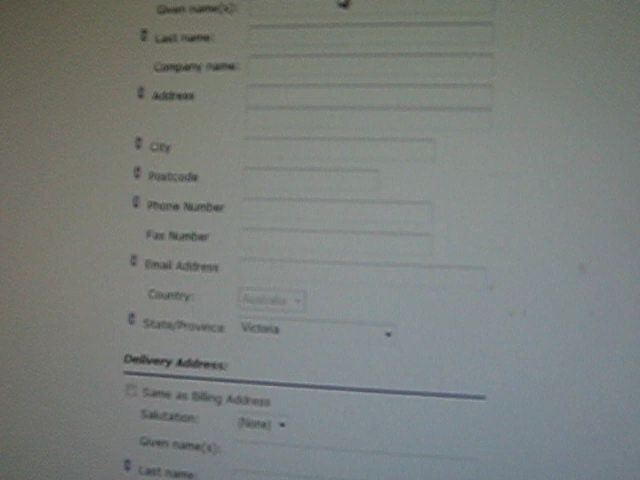 Given name(s):
Last name:
Company name:
Address
City
Postcode
Phone Number
Fax Number
Email Address
Country: Australia
State/Province Victoria
Delivery Address:
Same as Billing Address
Salutation: (None)
Given name(s):
Last name: